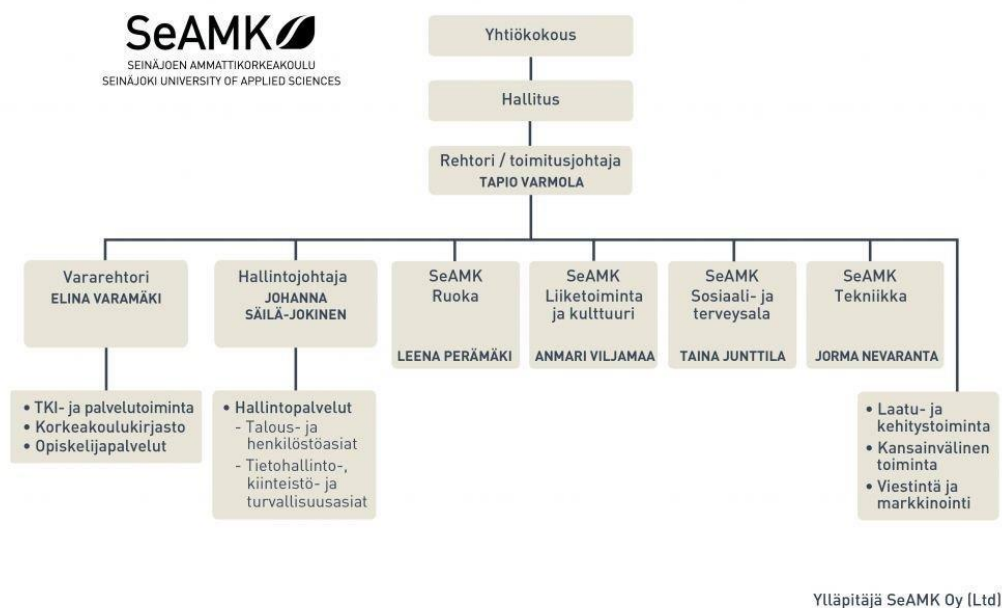 SeAMK
SEINÄJOEN AMMATTIKORKEAKOULU
SEINÄJOKI UNIVERSITY OF APPLIED SCIENCES
Yhtiökokous
Hallitus
Rehtori / toimitusjohtaja
TAPIO VARMOLA
Vararehtori
ELINA VARAMÄKI
Hallintojohtaja
JOHANNA
SÄILÄ-JOKINEN
SeAMK
Ruoka
LEENA PERÄMÄKI
SeAMK
Liiketoiminta
ja kulttuuri
ANMARI VILJAMAA
SeAMK
Sosiaali- ja
terveysala
TAINA JUNTTILA
SeAMK
Tekniikka
JORMA NEVARANTA
• TKI- ja palvelutoiminta
• Korkeakoulukirjasto
• Opiskelijapalvelut
• Hallintopalvelut
- Talous- ja
henkilöstöasiat
- Tietohallinto-,
kiinteistö- ja
turvallisuusasiat
• Laatu- ja
kehitystoiminta
• Kansainvälinen
toiminta
• Viestintä ja
markkinointi
Ylläpitäjä SeAMK Oy (Ltd)